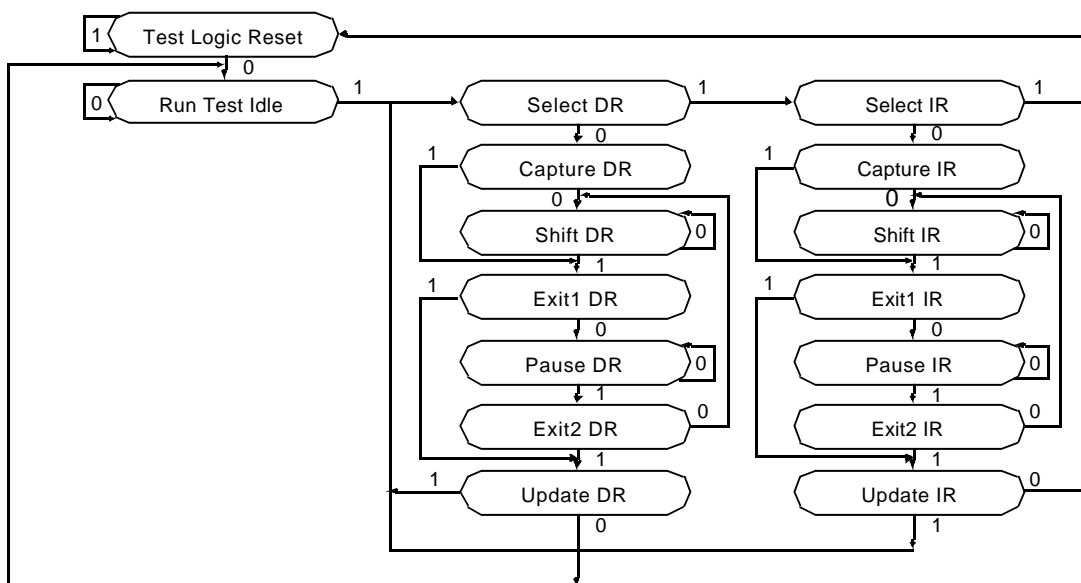 1 Test Logic Reset
0
0 Run Test Idle 1 Select DR 1 Select IR 1
0 0
1 Capture DR 1 Capture IR
0 0
Shift DR 0 Shift IR 0
1 1
1 Exit1 DR 1 Exit1 IR
0 0
Pause DR 0 Pause IR 0
1 1
Exit2 DR 0 Exit2 IR 0
1 1
1 Update DR Update IR 0
0 1